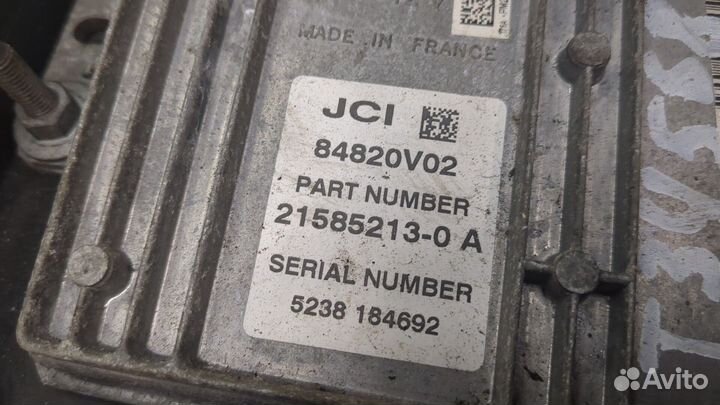 MADE IN FRANCE
JCI
84820V02
PART NUMBER
21585213-0 A
SERIAL NUMBER
5238 184692
Avito